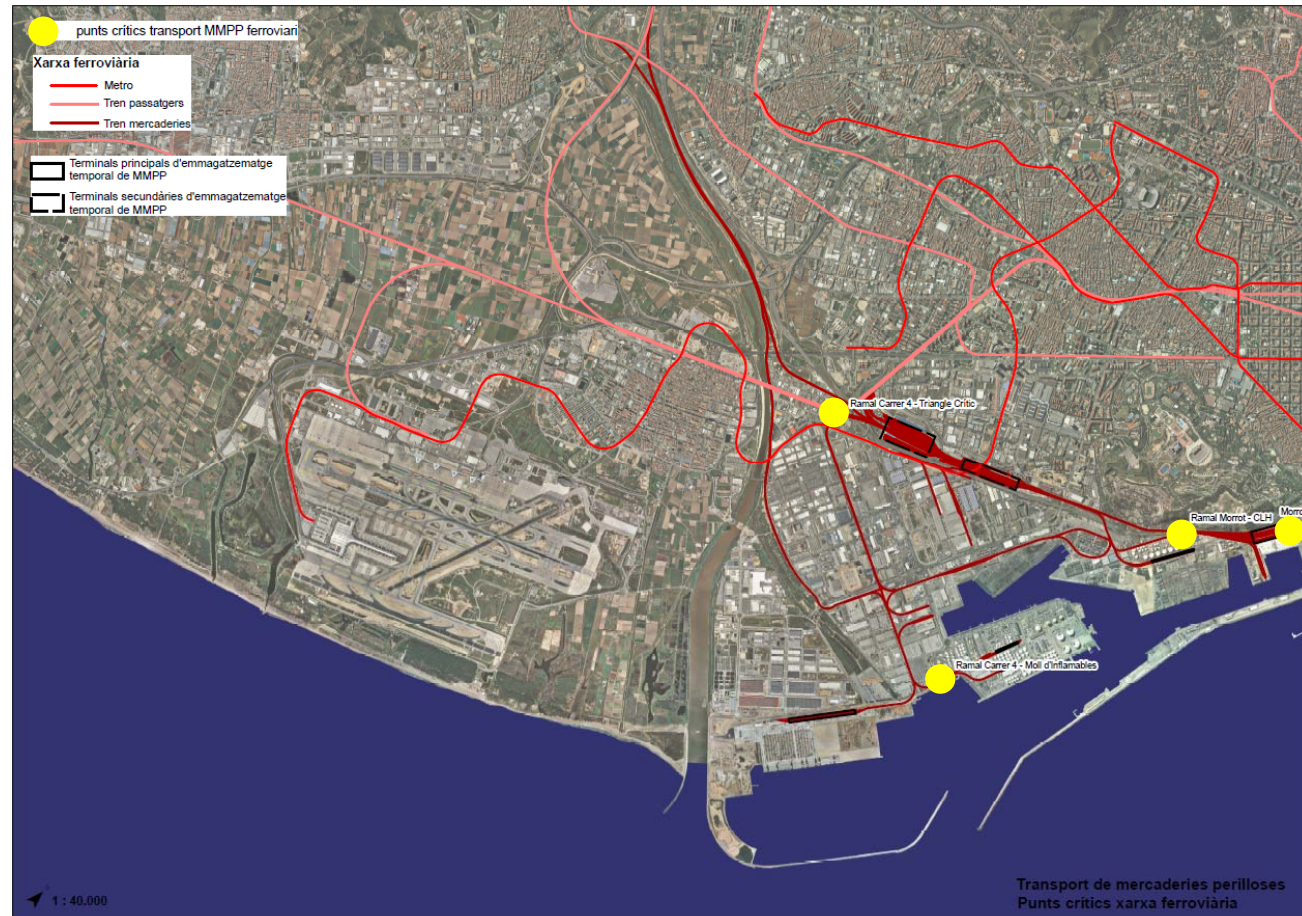 punts crítics transport MMPP ferroviari
Xarxa ferroviària
Metro
Tren passatgers
Tren mercaderies
Terminals principals d'emmagatzematge
temporal de MMPP
Terminals secundàries d'emmagatzematge
temporal de MMPP
Ramal Carrer 4 - Triangle Crític
Ramal Morrot - CLH
Morro
Ramal Carrer 4 - Moll d'Inflamables
1 : 40.000
Transport de mercaderies perilloses
Punts crítics xarxa ferroviària